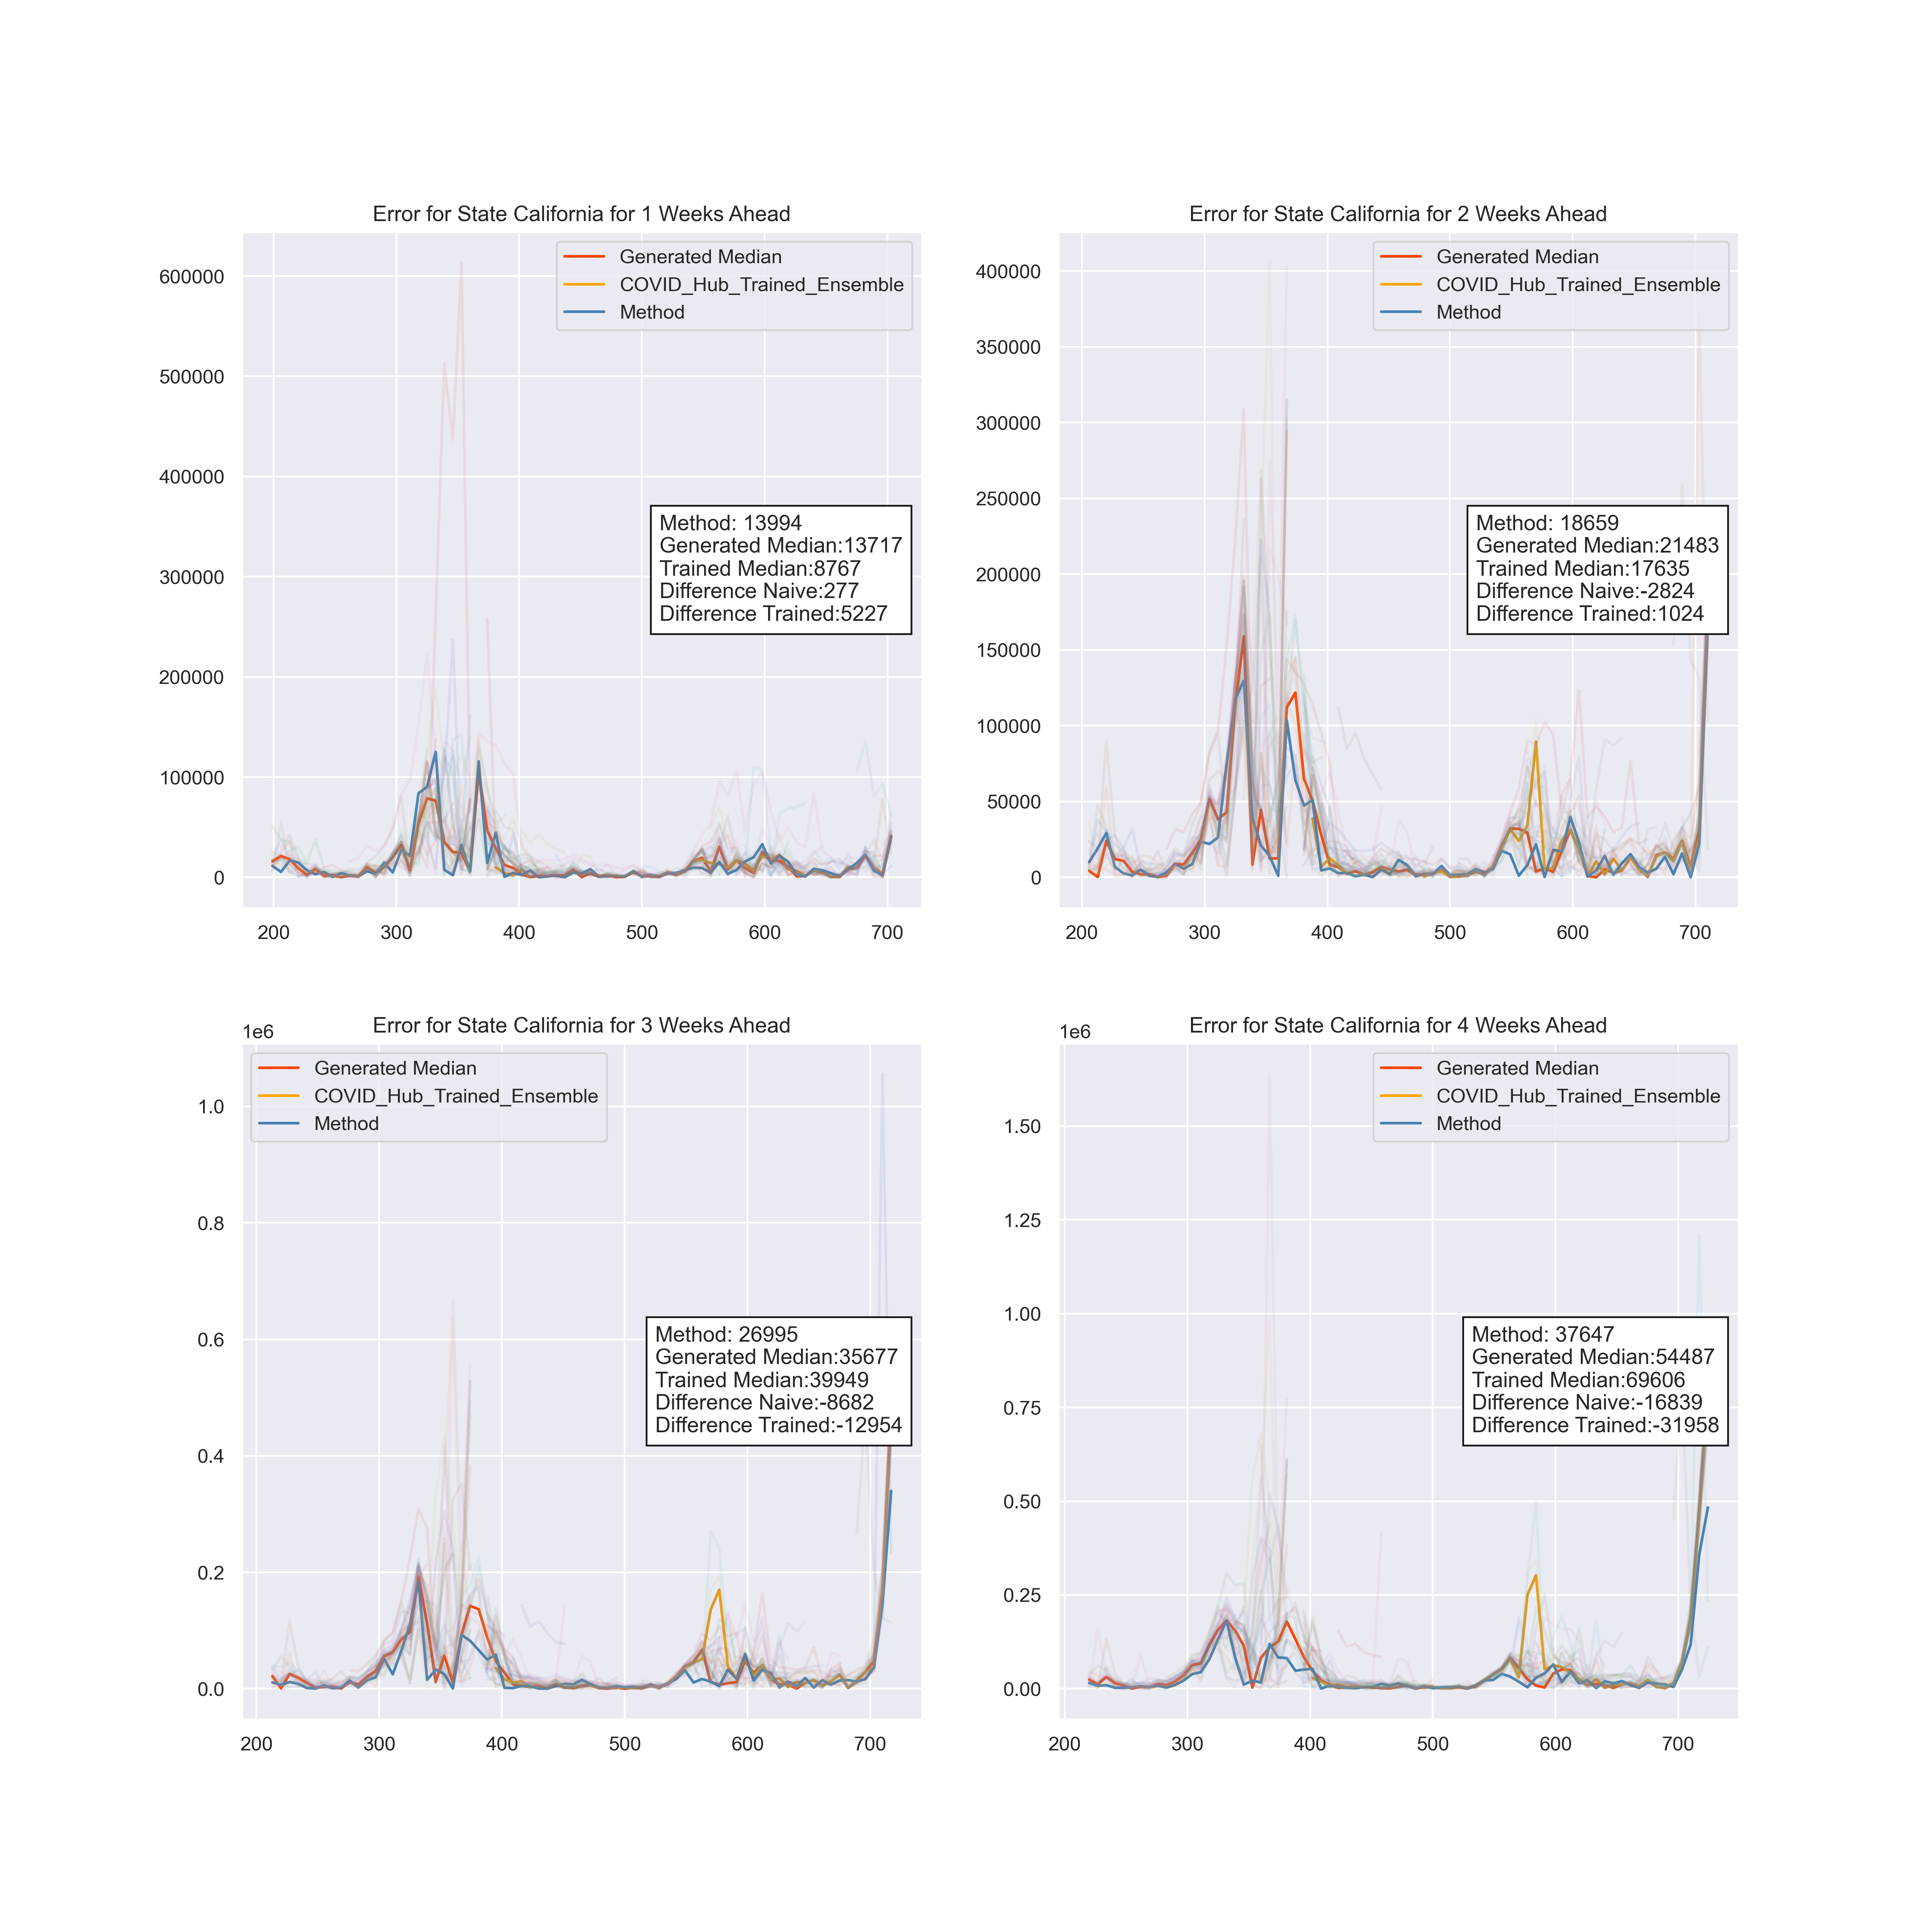 Error for State California for 1 Weeks Ahead
Generated Median
COVID_Hub_Trained_Ensemble
Method
600000
500000
400000
300000
200000
100000
0
Method: 13994
Generated Median:13717
Trained Median:8767
Difference Naive:277
Difference Trained:5227
200 300 400 500 600 700
Error for State California for 2 Weeks Ahead
Generated Median
COVID_Hub_Trained_Ensemble
Method
400000
350000
300000
250000
200000
150000
100000
50000
0
Method: 18659
Generated Median:21483
Trained Median:17635
Difference Naive:-2824
Difference Trained:1024
200 300 400 500 600 700
1e6
Error for State California for 3 Weeks Ahead
Generated Median
COVID_Hub_Trained_Ensemble
Method
1.0
0.8
0.6
0.4
0.2
0.0
Method: 26995
Generated Median:35677
Trained Median:39949
Difference Naive:-8682
Difference Trained:-12954
200 300 400 500 600 700
1e6
Error for State California for 4 Weeks Ahead
Generated Median
COVID_Hub_Trained_Ensemble
Method
1.50
1.25
1.00
0.75
0.50
0.25
0.00
Method: 37647
Generated Median:54487
Trained Median:69606
Difference Naive:-16839
Difference Trained:-31958
200 300 400 500 600 700